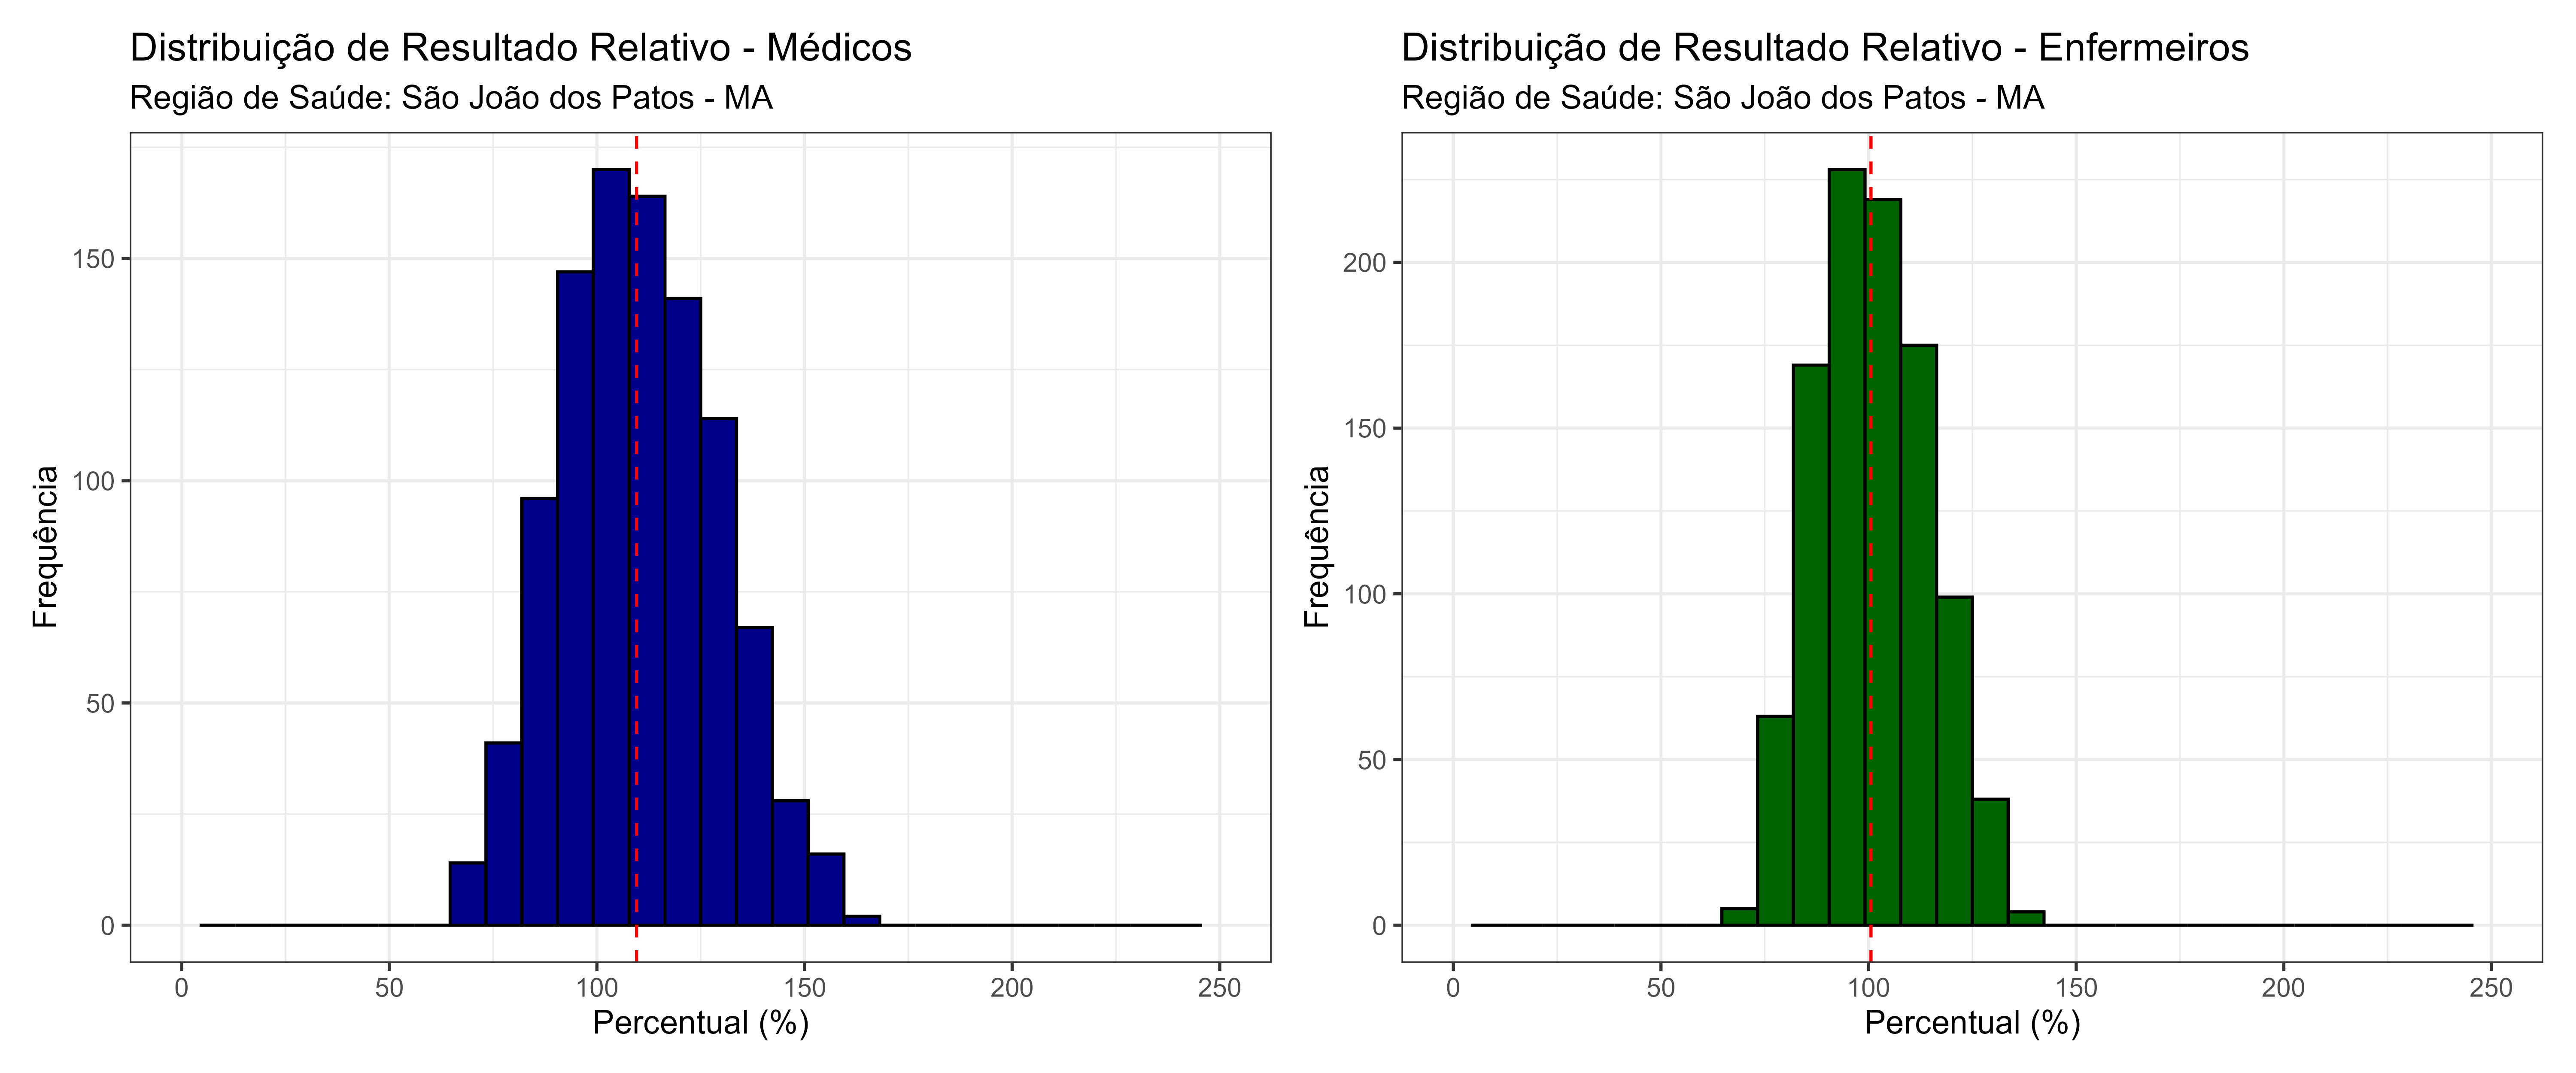 Distribuição de Resultado Relativo - Médicos
Região de Saúde: São João dos Patos - MA
Frequência
150
100
50
0
0 50 100 150 200 250
Percentual (%)
Distribuição de Resultado Relativo - Enfermeiros
Região de Saúde: São João dos Patos - MA
Frequência
200
150
100
50
0
0 50 100 150 200 250
Percentual (%)